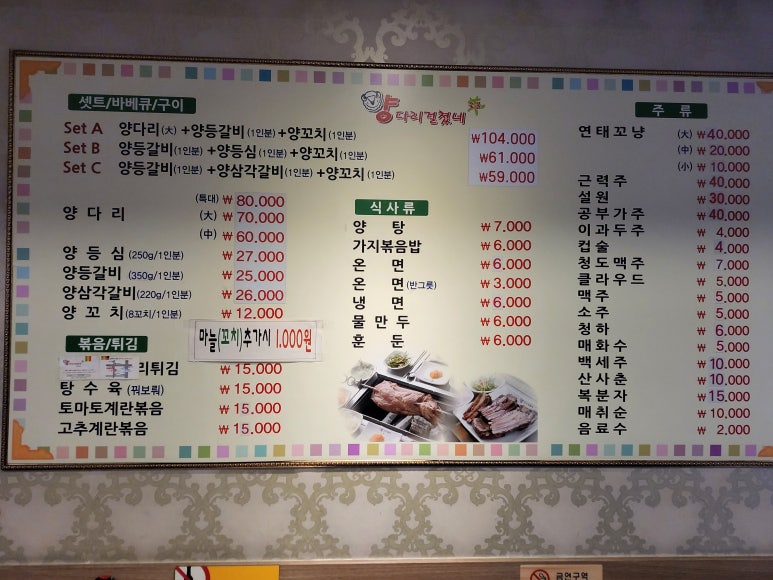 셋트/바베큐/구이
Set A 양다리(大)+양등갈비(1인분)+양꼬치(1인분) ₩104.000
Set B 양등갈비(1인분)+양등심(1인분)+양꼬치(1인분) ₩61.000
Set C 양등갈비(1인분)+양삼각갈비(1인분)+양꼬치(1인분) ₩59.000
양다리 (특대) ₩80.000
(大) ₩70.000
(中) ₩60.000
양등심 (250g/1인분) ₩27.000
양등갈비 (350g/1인분) ₩25.000
양삼각갈비(220g/1인분) ₩26.000
양꼬치(8꼬치/1인분) ₩12.000
마늘(꼬치)추가시 1,000원
볶음/튀김
리튀김 ₩15.000
탕수육(꿔보뤄) ₩15.000
토마토계란볶음 ₩15.000
고추계란볶음 ₩15.000
양다리걸쳤네
식사류
양탕 ₩7.000
가지볶음밥 ₩6.000
온면 ₩6.000
온면(반그릇) ₩3.000
냉면 ₩6.000
물만두 ₩6.000
훈둔 ₩6.000
주류
연태꼬냥 (大) ₩40.000
(中) ₩20.000
(小) ₩10.000
근력주 ₩40.000
설원 ₩30.000
공부가주 ₩40.000
이과두주 ₩4.000
컵술 ₩4.000
청도맥주 ₩7.000
클라우드 ₩5.000
맥주 ₩5.000
소주 ₩5.000
청하 ₩6.000
매화수 ₩5.000
백세주 ₩10.000
산사춘 ₩10.000
복분자 ₩15.000
매취순 ₩10.000
음료수 ₩2.000
금연구역